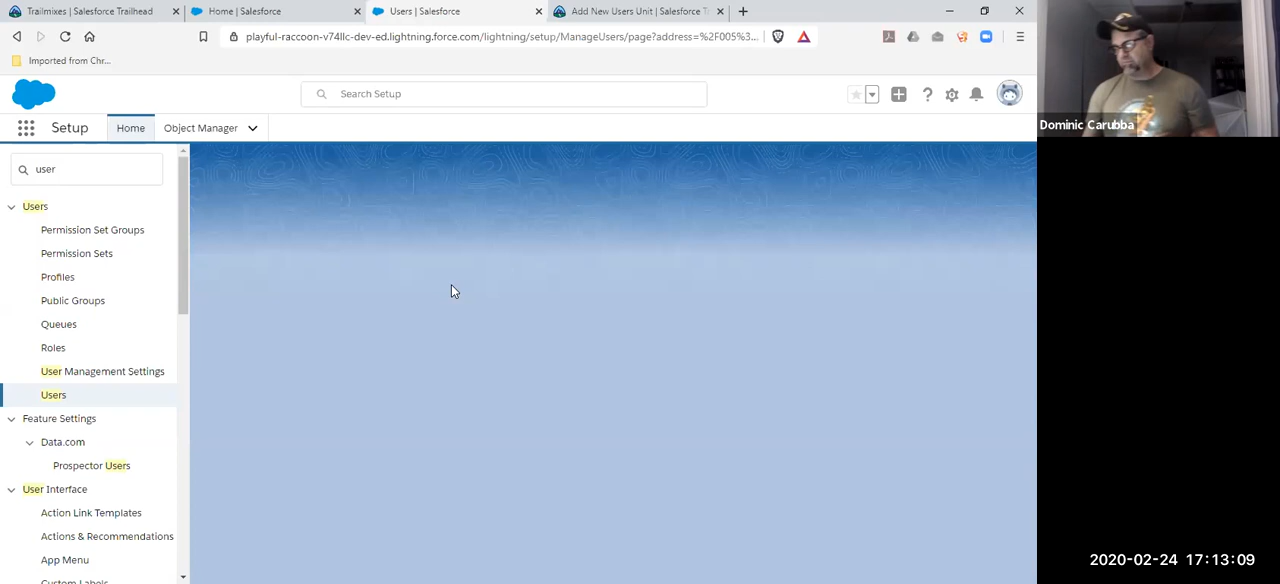 Trailmixes | Salesforce Trailhead
Home | Salesforce
Users | Salesforce
Add New Users Unit | Salesforce T
playful-raccoon-v74llc-dev-ed.lightning.force.com/lightning/setup/ManageUsers/page?address=%2F005%3...
Imported from Chr...
Search Setup
Setup
Home
Object Manager
user
Users
Permission Set Groups
Permission Sets
Profiles
Public Groups
Queues
Roles
User Management Settings
Users
Feature Settings
Data.com
Prospector Users
User Interface
Action Link Templates
Actions & Recommendations
App Menu
Custom Labels
Dominic Carubba
2020-02-24 17:13:09